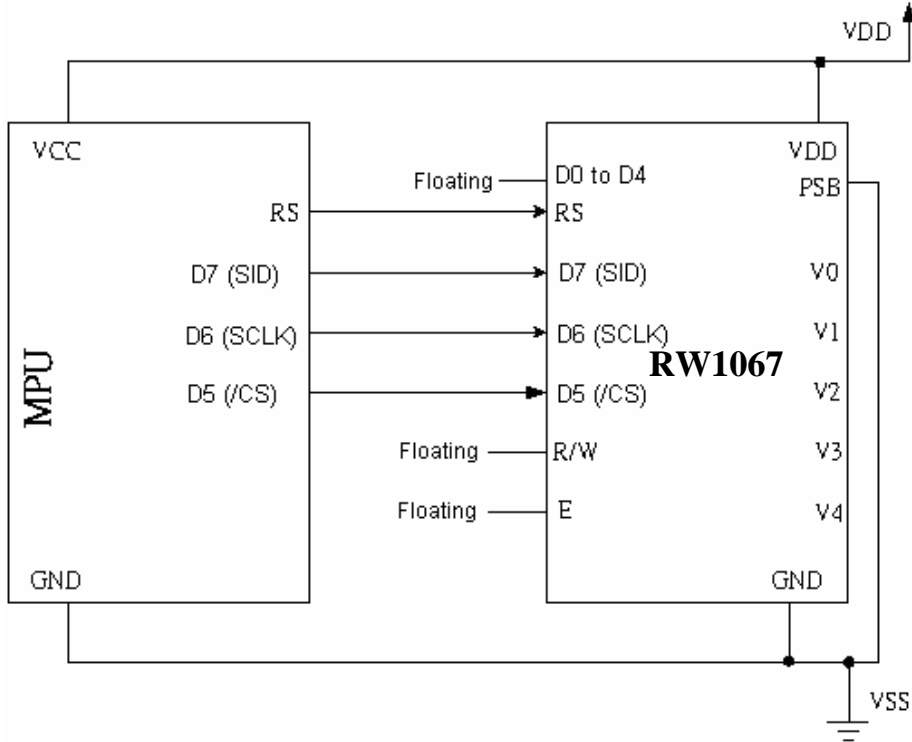 VDD
VCC
VDD
Floating
D0 to D4
PSB
RS
RS
D7 (SID)
D7 (SID)
V0
D6 (SCLK)
D6 (SCLK)
V1
MPU
RW1067
D5 (/CS)
D5 (/CS)
V2
Floating
R/W
V3
Floating
E
V4
GND
GND
VSS